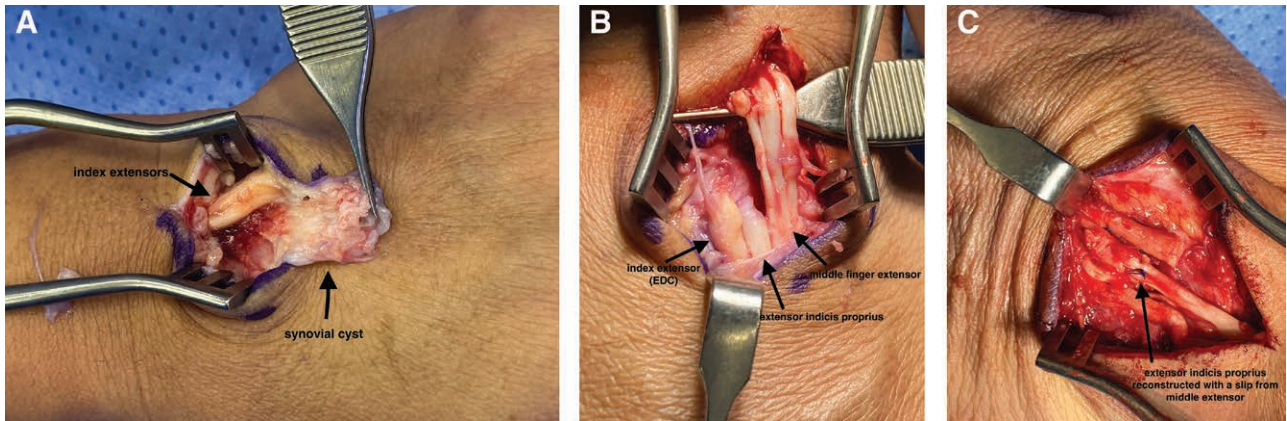 A
index extensors
synovial cyst
B
index extensor
(EDC)
middle finger extensor
extensor indicis proprius
C
extensor indicis proprius
reconstructed with a slip from
middle extensor